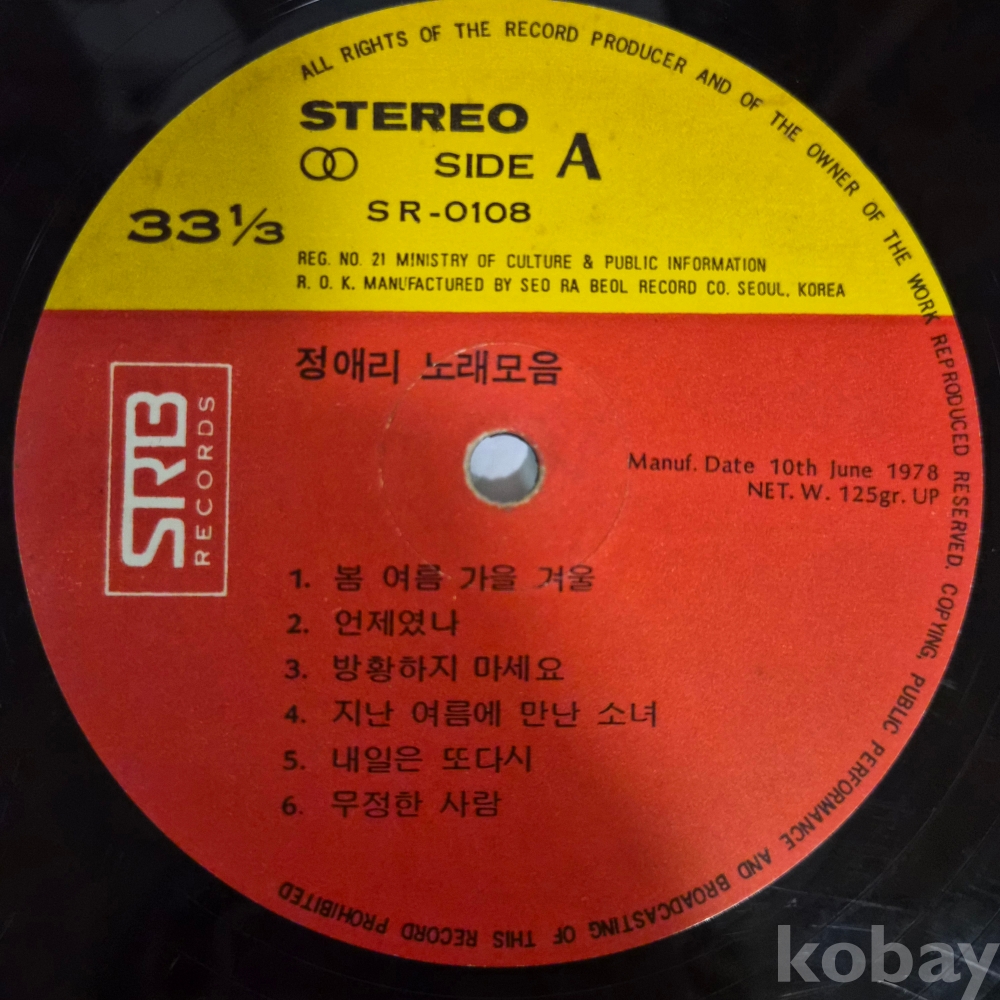 ALL RIGHTS OF THE RECORD PRODUCER AND OF THE OWNER OF THE WORK REPRODUCED RESERVED. COPYING, PUBLIC PERFORMANCE AND BROADCASTING OF THIS RECORD PROHIBITED
STEREO
SIDE A
33 1/3
SR-0108
REG. NO. 21 MINISTRY OF CULTURE & PUBLIC INFORMATION
R. O. K. MANUFACTURED BY SEO RA BEOL RECORD CO. SEOUL, KOREA
정애리 노래모음
SRB
RECORDS
Manuf. Date 10th June 1978
NET. W. 125gr. UP
1. 봄 여름 가을 겨울
2. 언제였나
3. 방황하지 마세요
4. 지난 여름에 만난 소녀
5. 내일은 또다시
6. 무정한 사람
kobay